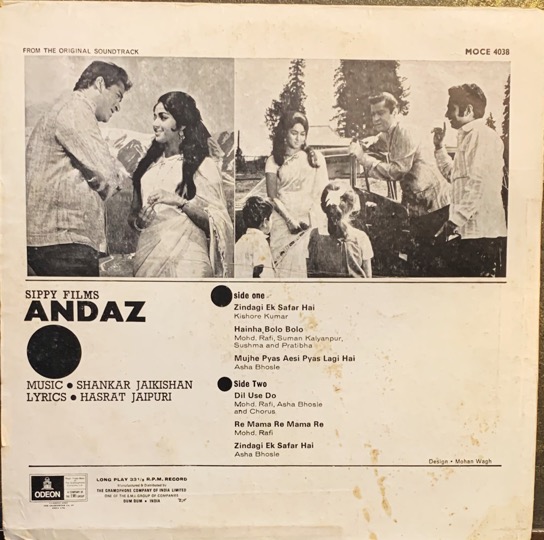 FROM THE ORIGINAL SOUNDTRACK
MOCE 4038
SIPPY FILMS
ANDAZ
MUSIC ● SHANKAR JAIKISHAN
LYRICS ● HASRAT JAIPURI
side one
Zindagi Ek Safar Hai
Kishore Kumar
Hainha Bolo Bolo
Mohd. Rafi, Suman Kalyanpur,
Sushma and Pratibha
Mujhe Pyas Aesi Pyas Lagi Hai
Asha Bhosle
Side Two
Dil Use Do
Mohd. Rafi, Asha Bhosle
and Chorus
Re Mama Re Mama Re
Mohd. Rafi
Zindagi Ek Safar Hai
Asha Bhosle
Design • Mohan Wagh
ODEON
LONG PLAY 33⅓ R.P.M. RECORD
Manufactured & Distributed by
THE GRAMOPHONE COMPANY OF INDIA LIMITED
ONE OF THE E.M.I. GROUP OF COMPANIES
DUM DUM • INDIA